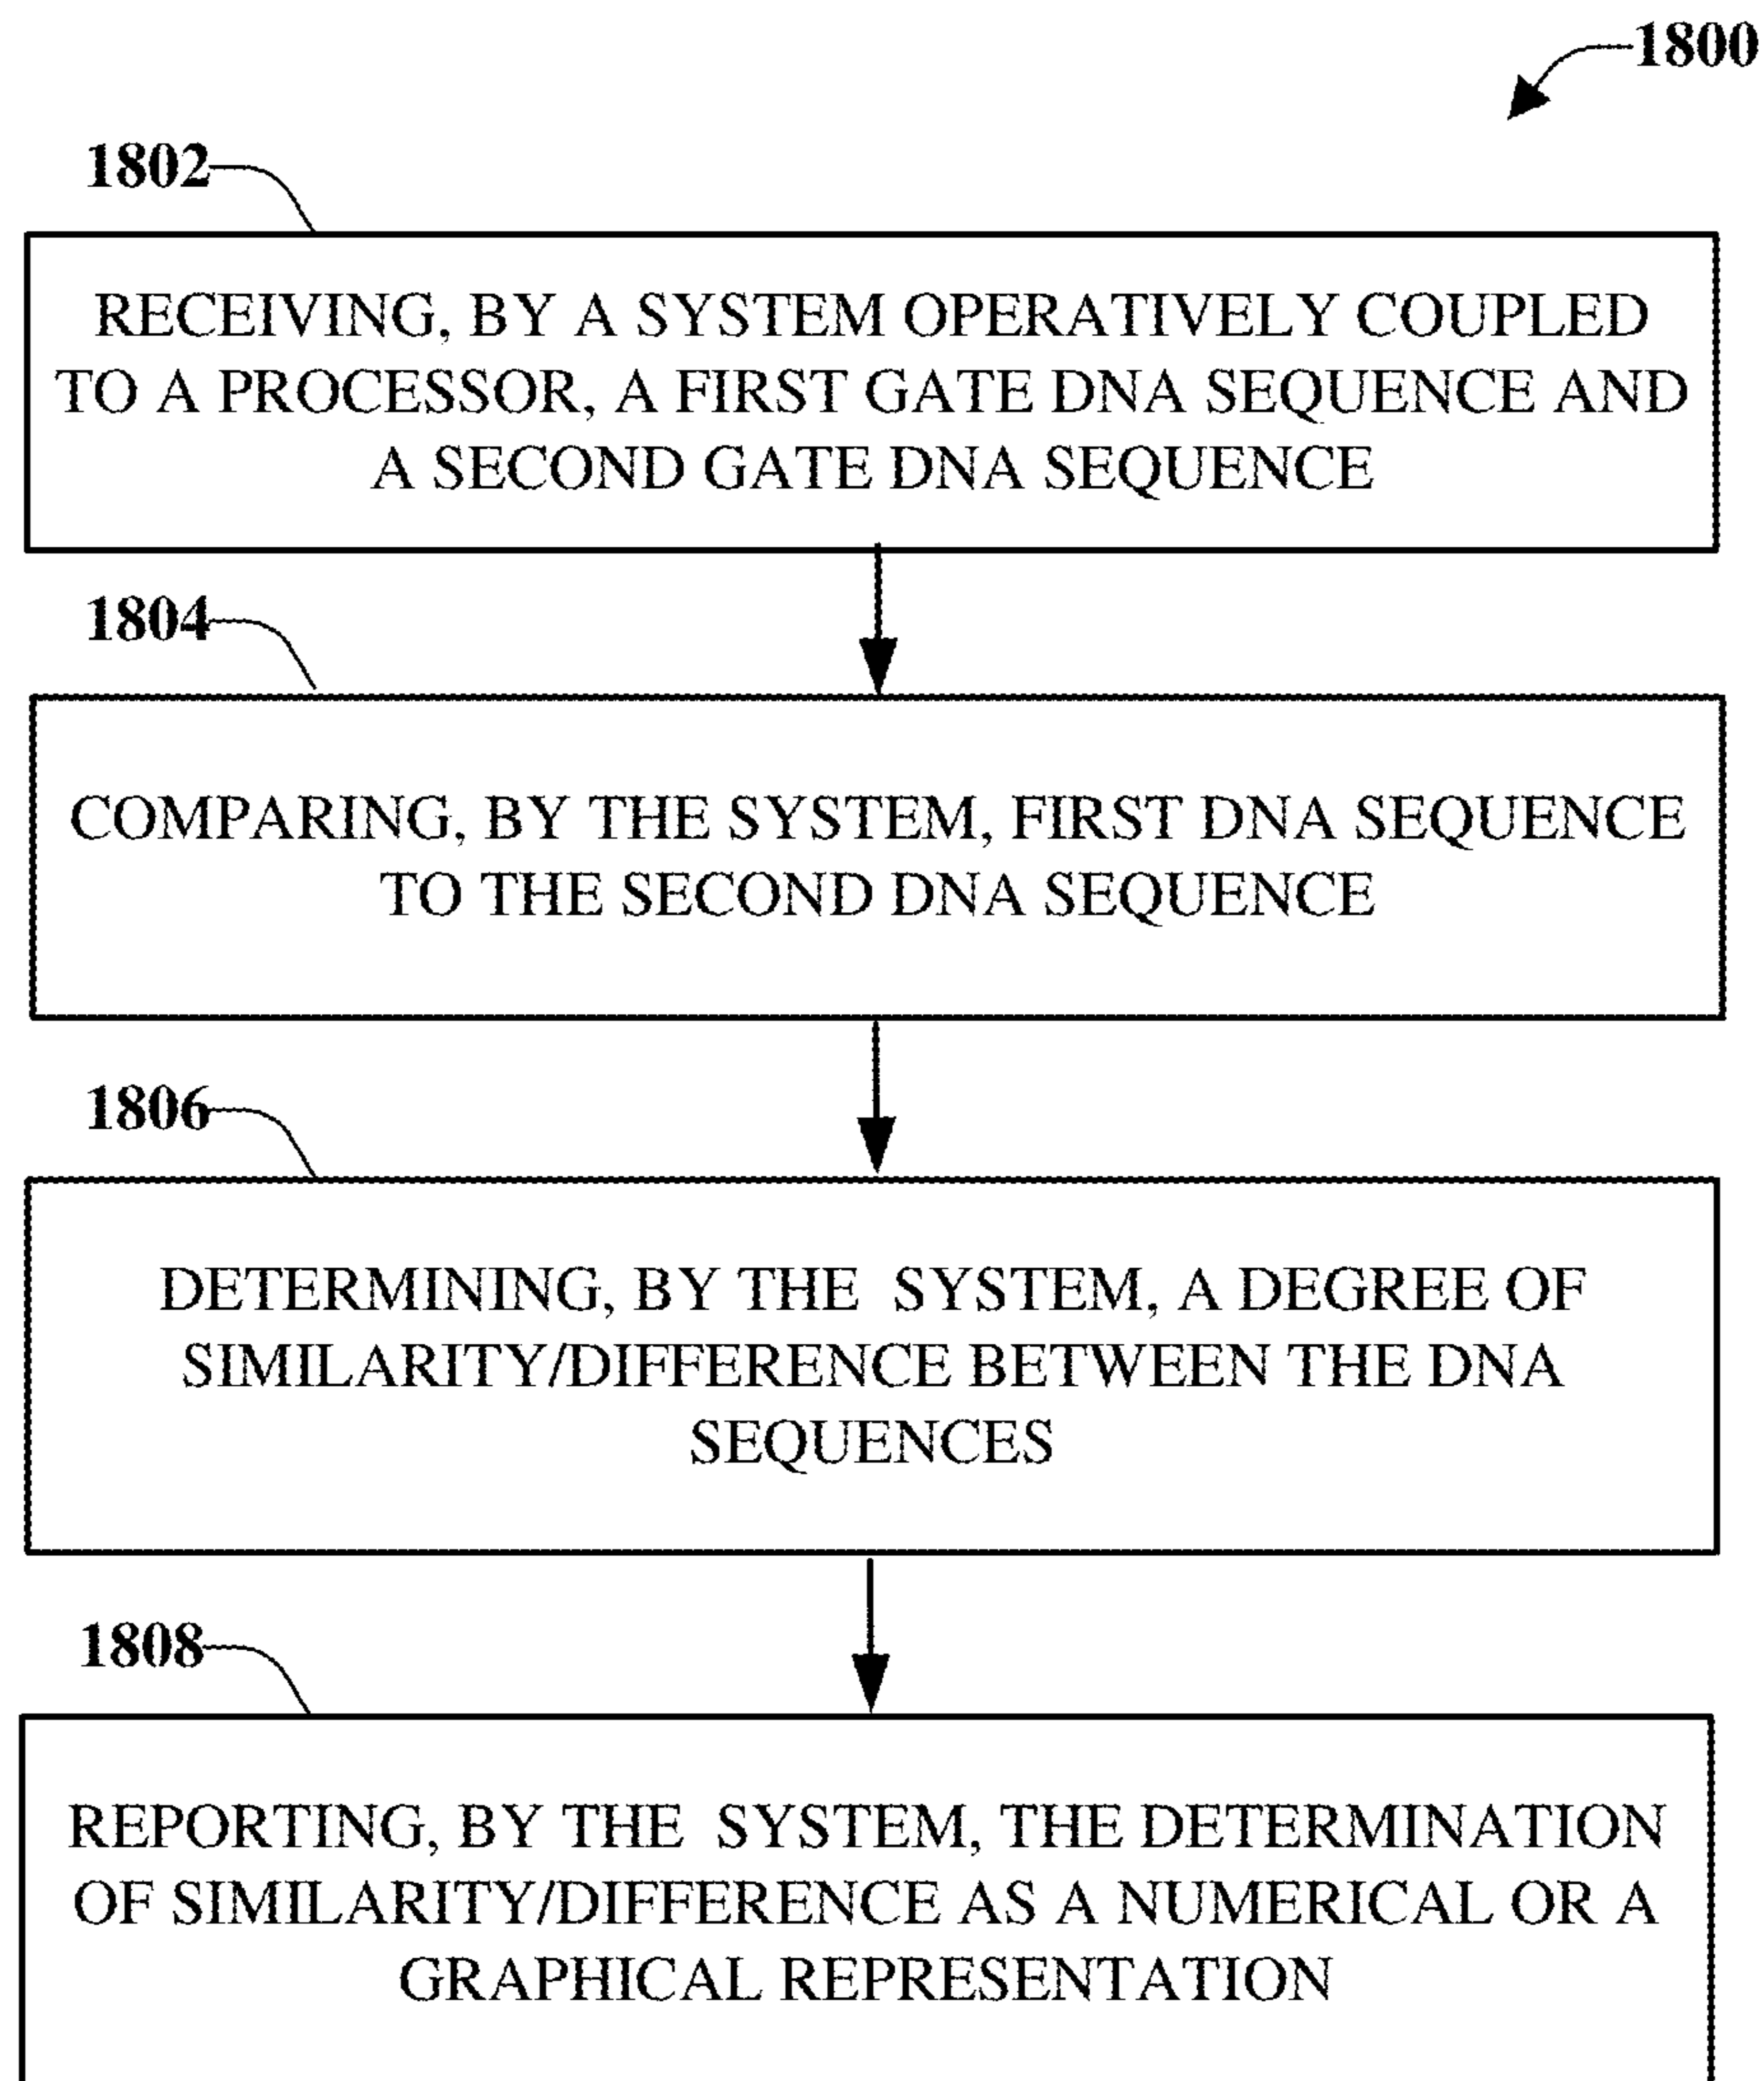 1800
1802
RECEIVING, BY A SYSTEM OPERATIVELY COUPLED
TO A PROCESSOR, A FIRST GATE DNA SEQUENCE AND
A SECOND GATE DNA SEQUENCE
1804
COMPARING, BY THE SYSTEM, FIRST DNA SEQUENCE
TO THE SECOND DNA SEQUENCE
1806
DETERMINING, BY THE SYSTEM, A DEGREE OF
SIMILARITY/DIFFERENCE BETWEEN THE DNA
SEQUENCES
1808
REPORTING, BY THE SYSTEM, THE DETERMINATION
OF SIMILARITY/DIFFERENCE AS A NUMERICAL OR A
GRAPHICAL REPRESENTATION